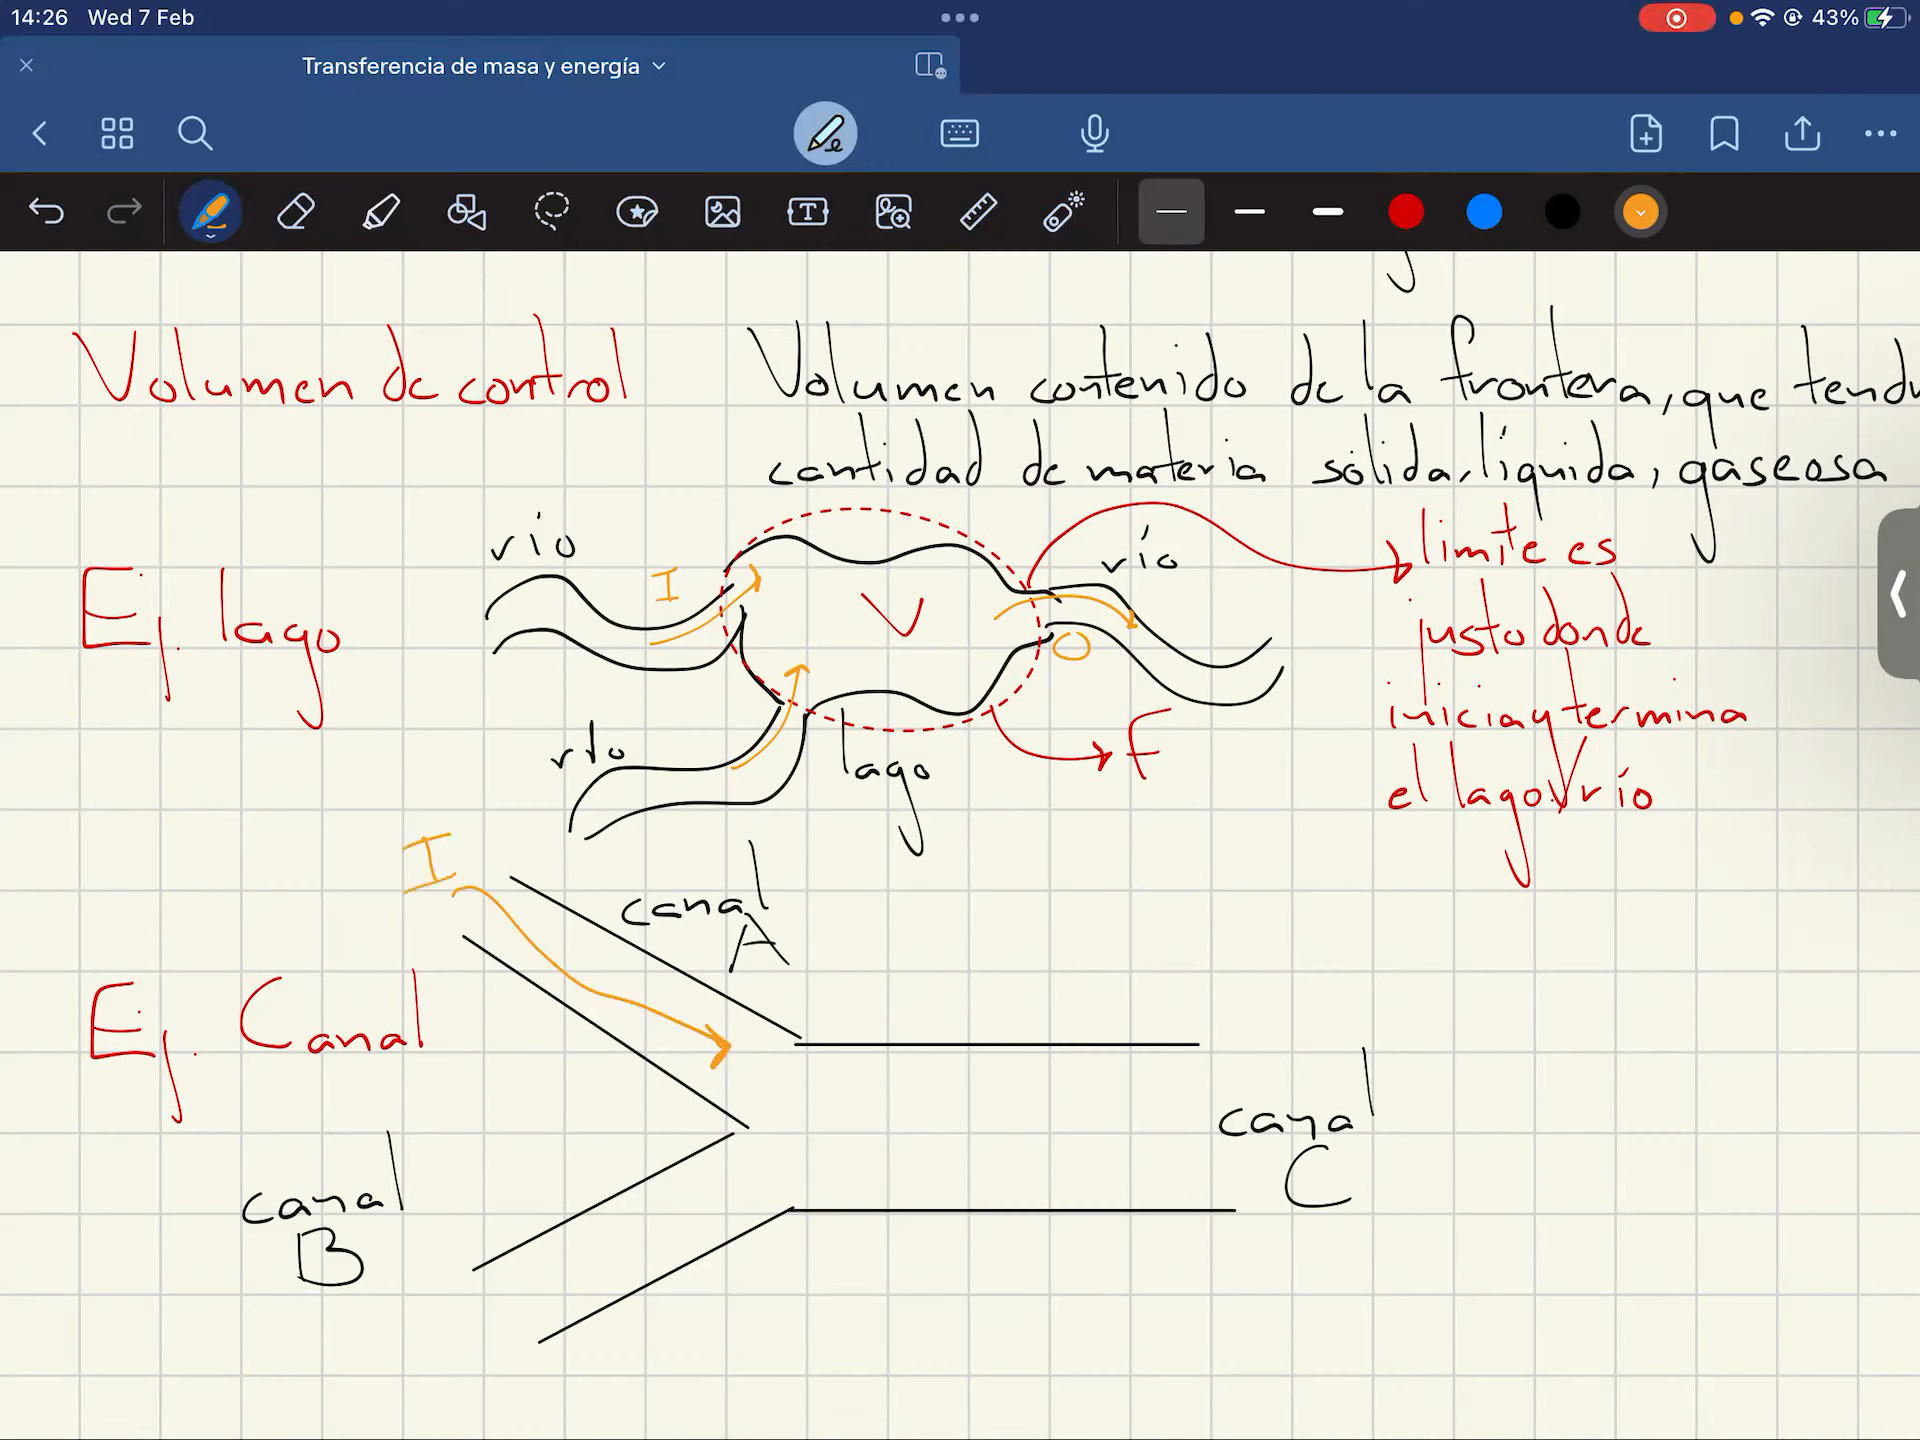 14:26 Wed 7 Feb
43%
Transferencia de masa y energía
Volumen de control
Volumen contenido de la frontera, que tendr
cantidad de materia sólida, líquida, gaseosa
Ej. lago
río
I
V
río
O
río
lago
f
límite es
justo donde
inicia y termina
el lago y río
I
canal
A
Ej. Canal
canal
B
canal
C